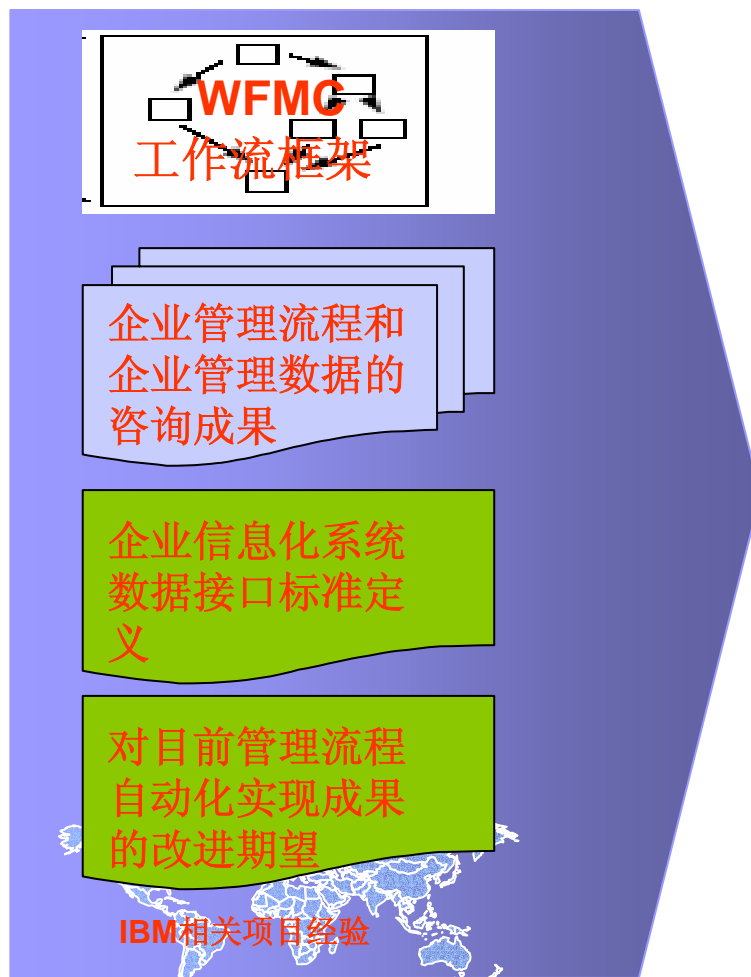 WFMC
工作流框架
企业管理流程和
企业管理数据的
咨询成果
企业信息化系统
数据接口标准定
义
对目前管理流程
自动化实现成果
的改进期望
IBM相关项目经验